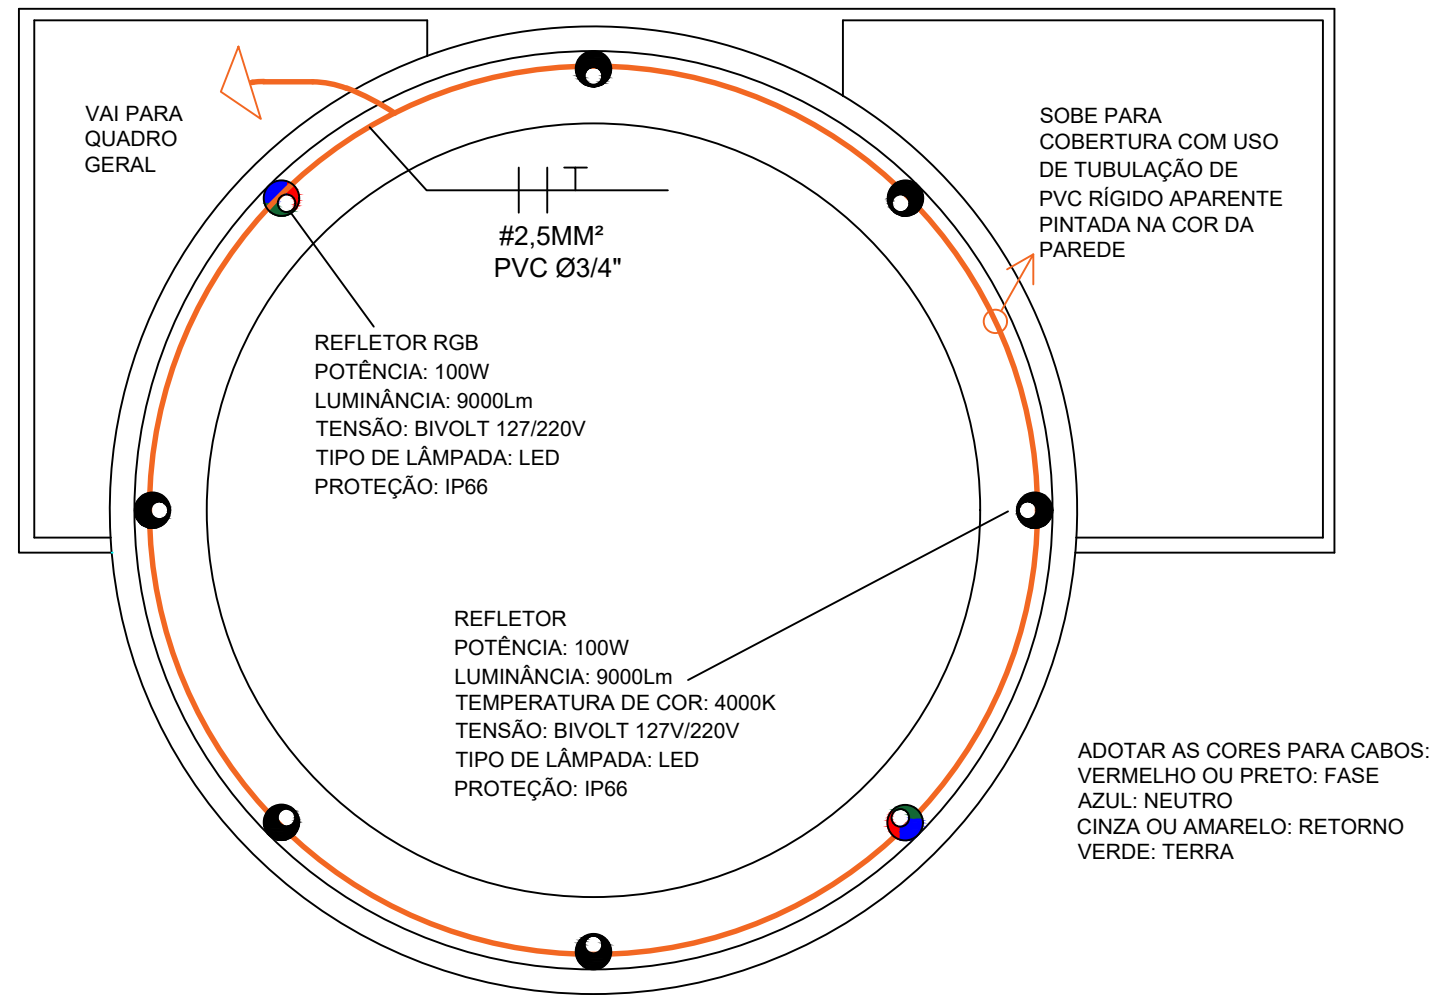 VAI PARA
QUADRO
GERAL
SOBE PARA
COBERTURA COM USO
DE TUBULAÇÃO DE
PVC RÍGIDO APARENTE
PINTADA NA COR DA
PAREDE
#2,5MM²
PVC Ø3/4"
REFLETOR RGB
POTÊNCIA: 100W
LUMINÂNCIA: 9000Lm
TENSÃO: BIVOLT 127/220V
TIPO DE LÂMPADA: LED
PROTEÇÃO: IP66
REFLETOR
POTÊNCIA: 100W
LUMINÂNCIA: 9000Lm
TEMPERATURA DE COR: 4000K
TENSÃO: BIVOLT 127V/220V
TIPO DE LÂMPADA: LED
PROTEÇÃO: IP66
ADOTAR AS CORES PARA CABOS:
VERMELHO OU PRETO: FASE
AZUL: NEUTRO
CINZA OU AMARELO: RETORNO
VERDE: TERRA